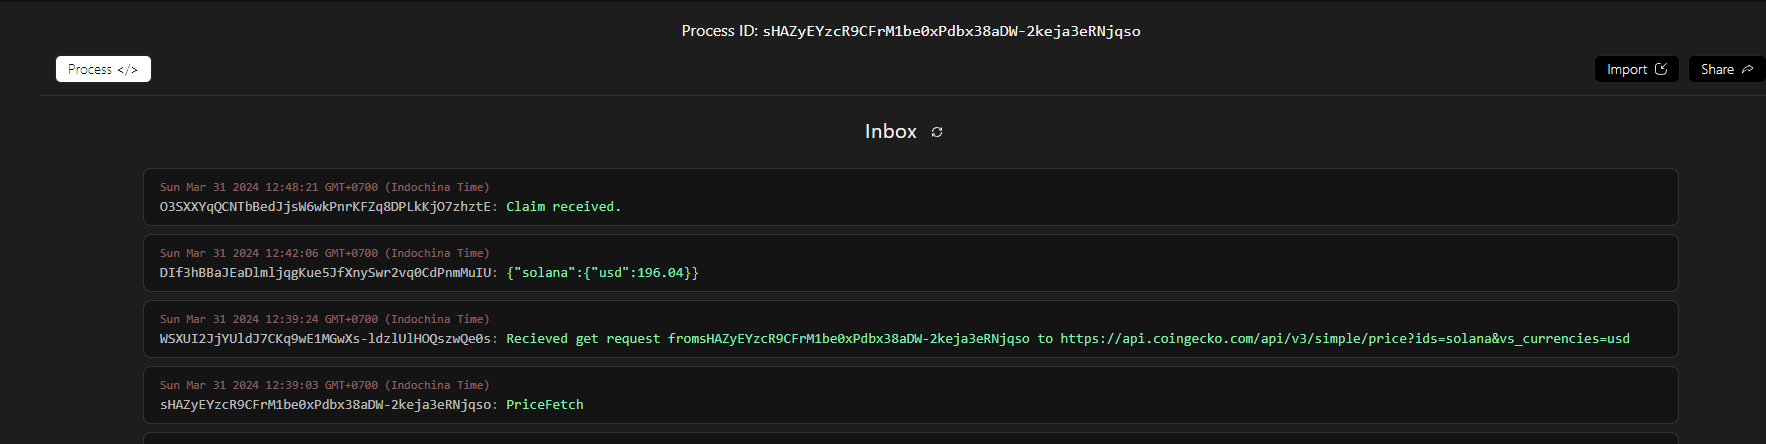 Process ID: sHAZyEYzcR9CFrM1be0xPdbx38aDW-2keja3eRNjqso
Process </>
Import
Share
Inbox
Sun Mar 31 2024 12:48:21 GMT+0700 (Indochina Time)
O3SXXYqQCNTbBedJjsW6wkPnrKFZq8DPLkKjO7zhztE: Claim received.
Sun Mar 31 2024 12:42:06 GMT+0700 (Indochina Time)
DIf3hBBaJEaDlmljqgKue5JfXnySwr2vq0CdPnmMuIU: {"solana":{"usd":196.04}}
Sun Mar 31 2024 12:39:24 GMT+0700 (Indochina Time)
WSXUI2JjYUldJ7CKq9wE1MGwXs-ldzlUlHOQszwQe0s: Recieved get request fromsHAZyEYzcR9CFrM1be0xPdbx38aDW-2keja3eRNjqso to https://api.coingecko.com/api/v3/simple/price?ids=solana&vs_currencies=usd
Sun Mar 31 2024 12:39:03 GMT+0700 (Indochina Time)
sHAZyEYzcR9CFrM1be0xPdbx38aDW-2keja3eRNjqso: PriceFetch